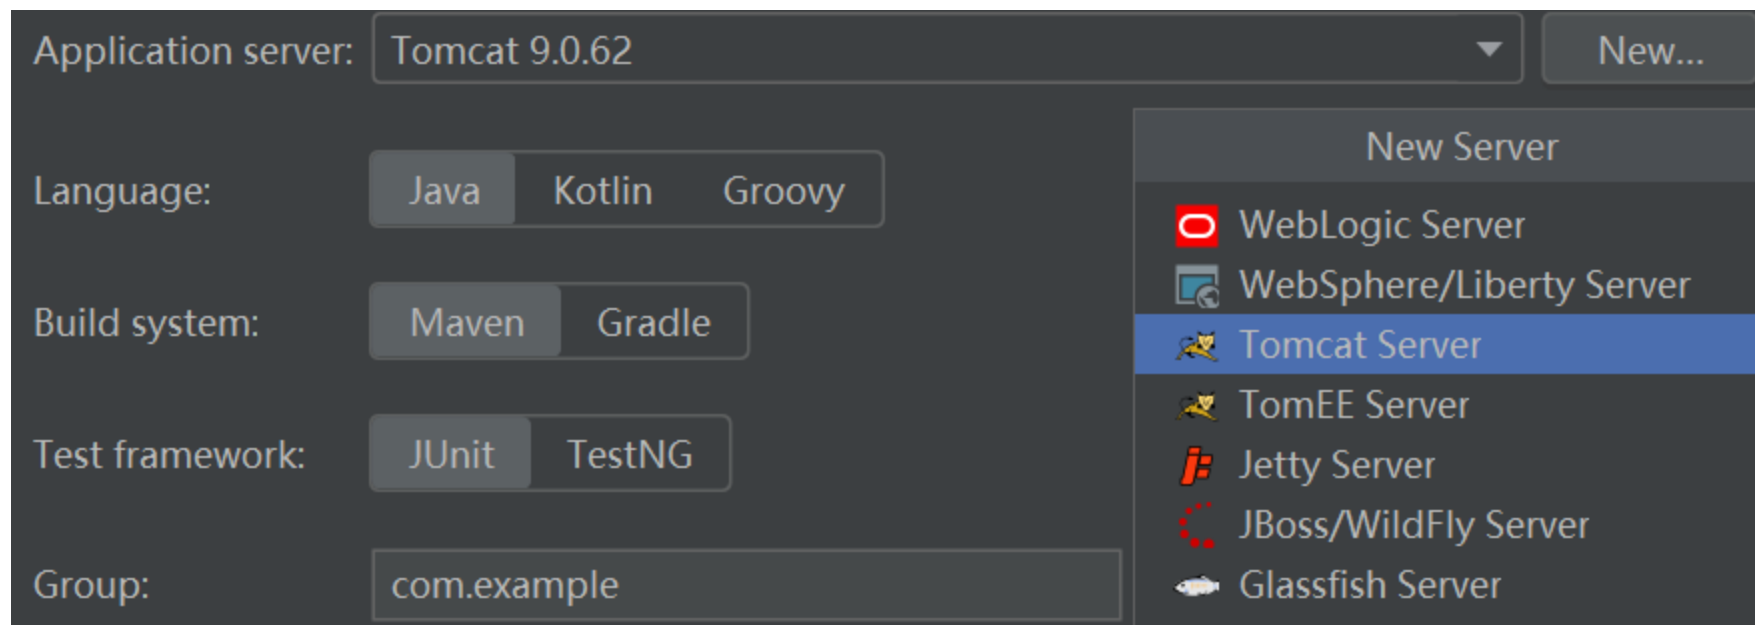 Application server: Tomcat 9.0.62 New...
New Server
Language: Java Kotlin Groovy
WebLogic Server
WebSphere/Liberty Server
Build system: Maven Gradle
Tomcat Server
TomEE Server
Test framework: JUnit TestNG
Jetty Server
JBoss/WildFly Server
Group: com.example
Glassfish Server